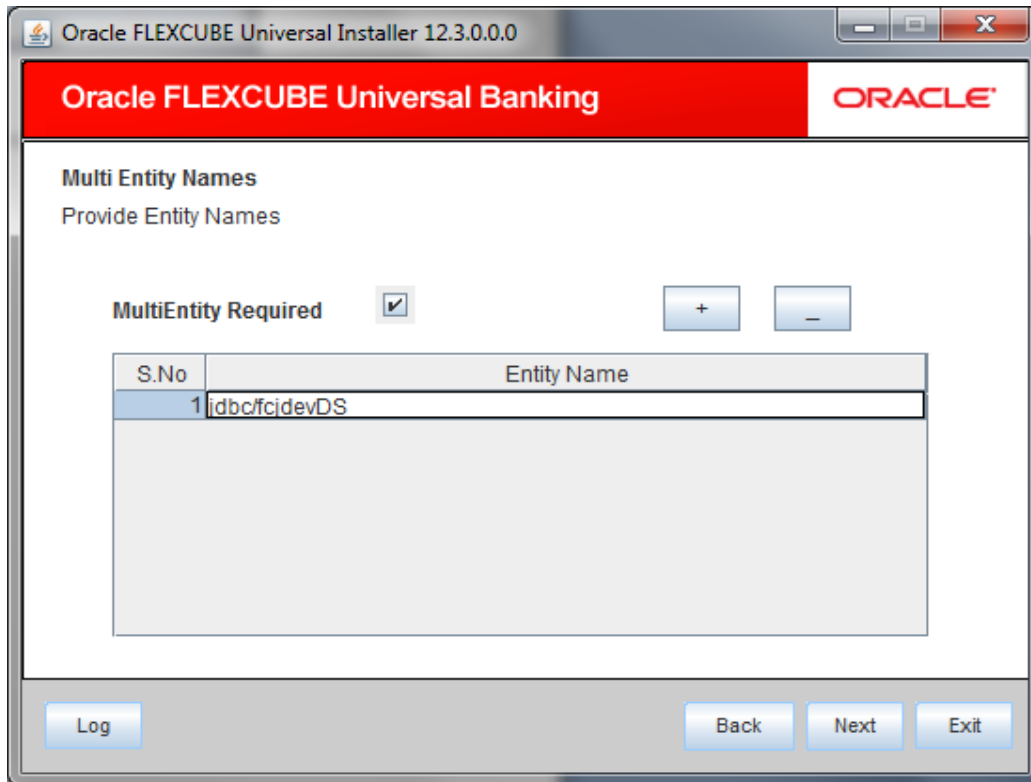 Oracle FLEXCUBE Universal Installer 12.3.0.0.0
Oracle FLEXCUBE Universal Banking
ORACLE
Multi Entity Names
Provide Entity Names
MultiEntity Required + _
S.No Entity Name
1 jdbc/fcjdevDS
Log Back Next Exit